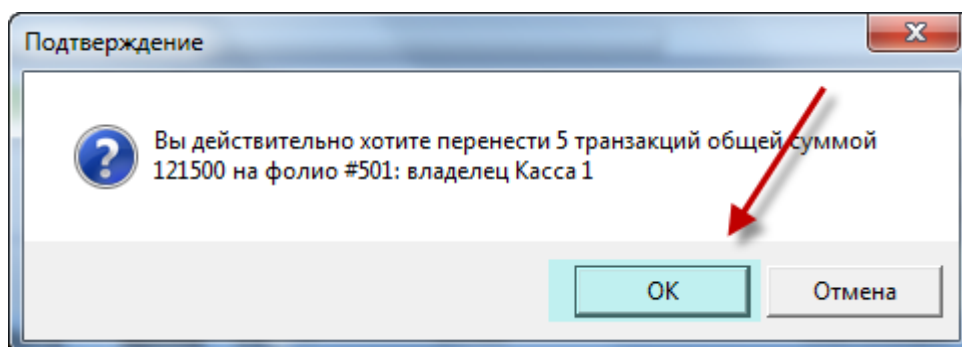 Подтверждение
Вы действительно хотите перенести 5 транзакций общей суммой
121500 на фолио #501: владелец Касса 1
OK
Отмена